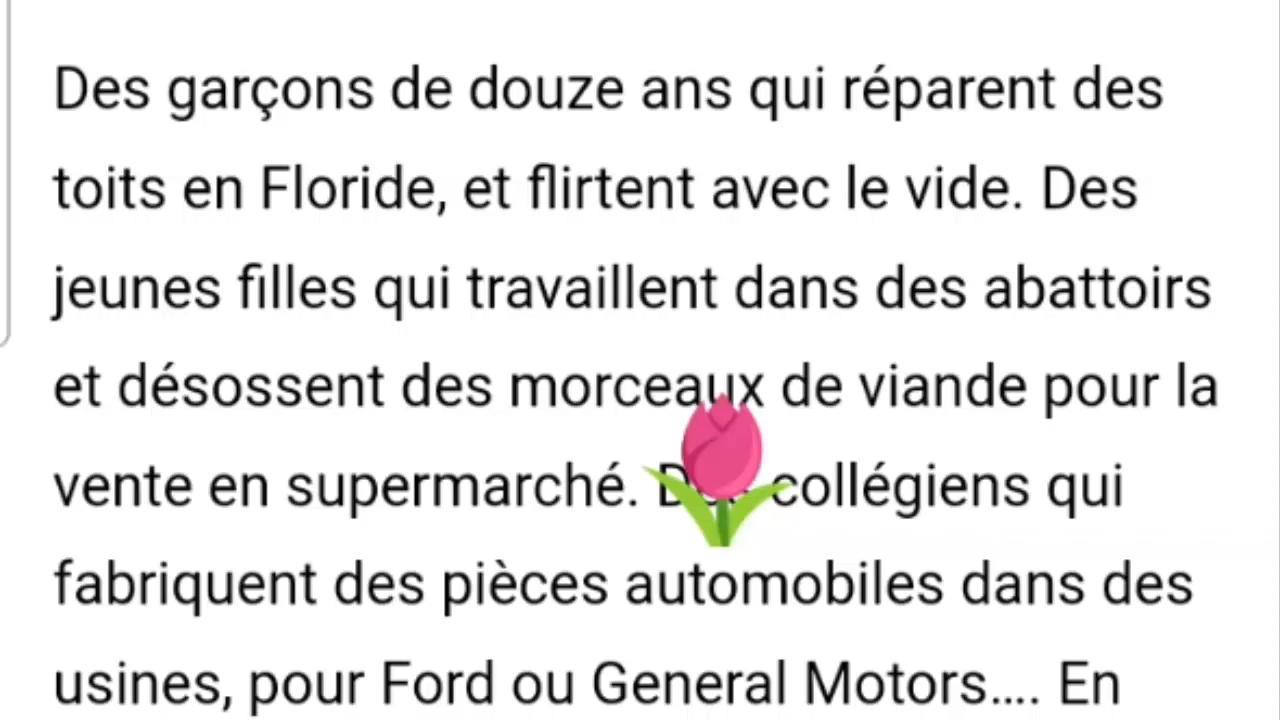 Des garçons de douze ans qui réparent des
toits en Floride, et flirtent avec le vide. Des
jeunes filles qui travaillent dans des abattoirs
et désossent des morceaux de viande pour la
vente en supermarché. collégiens qui
fabriquent des pièces automobiles dans des
usines, pour Ford ou General Motors.... En